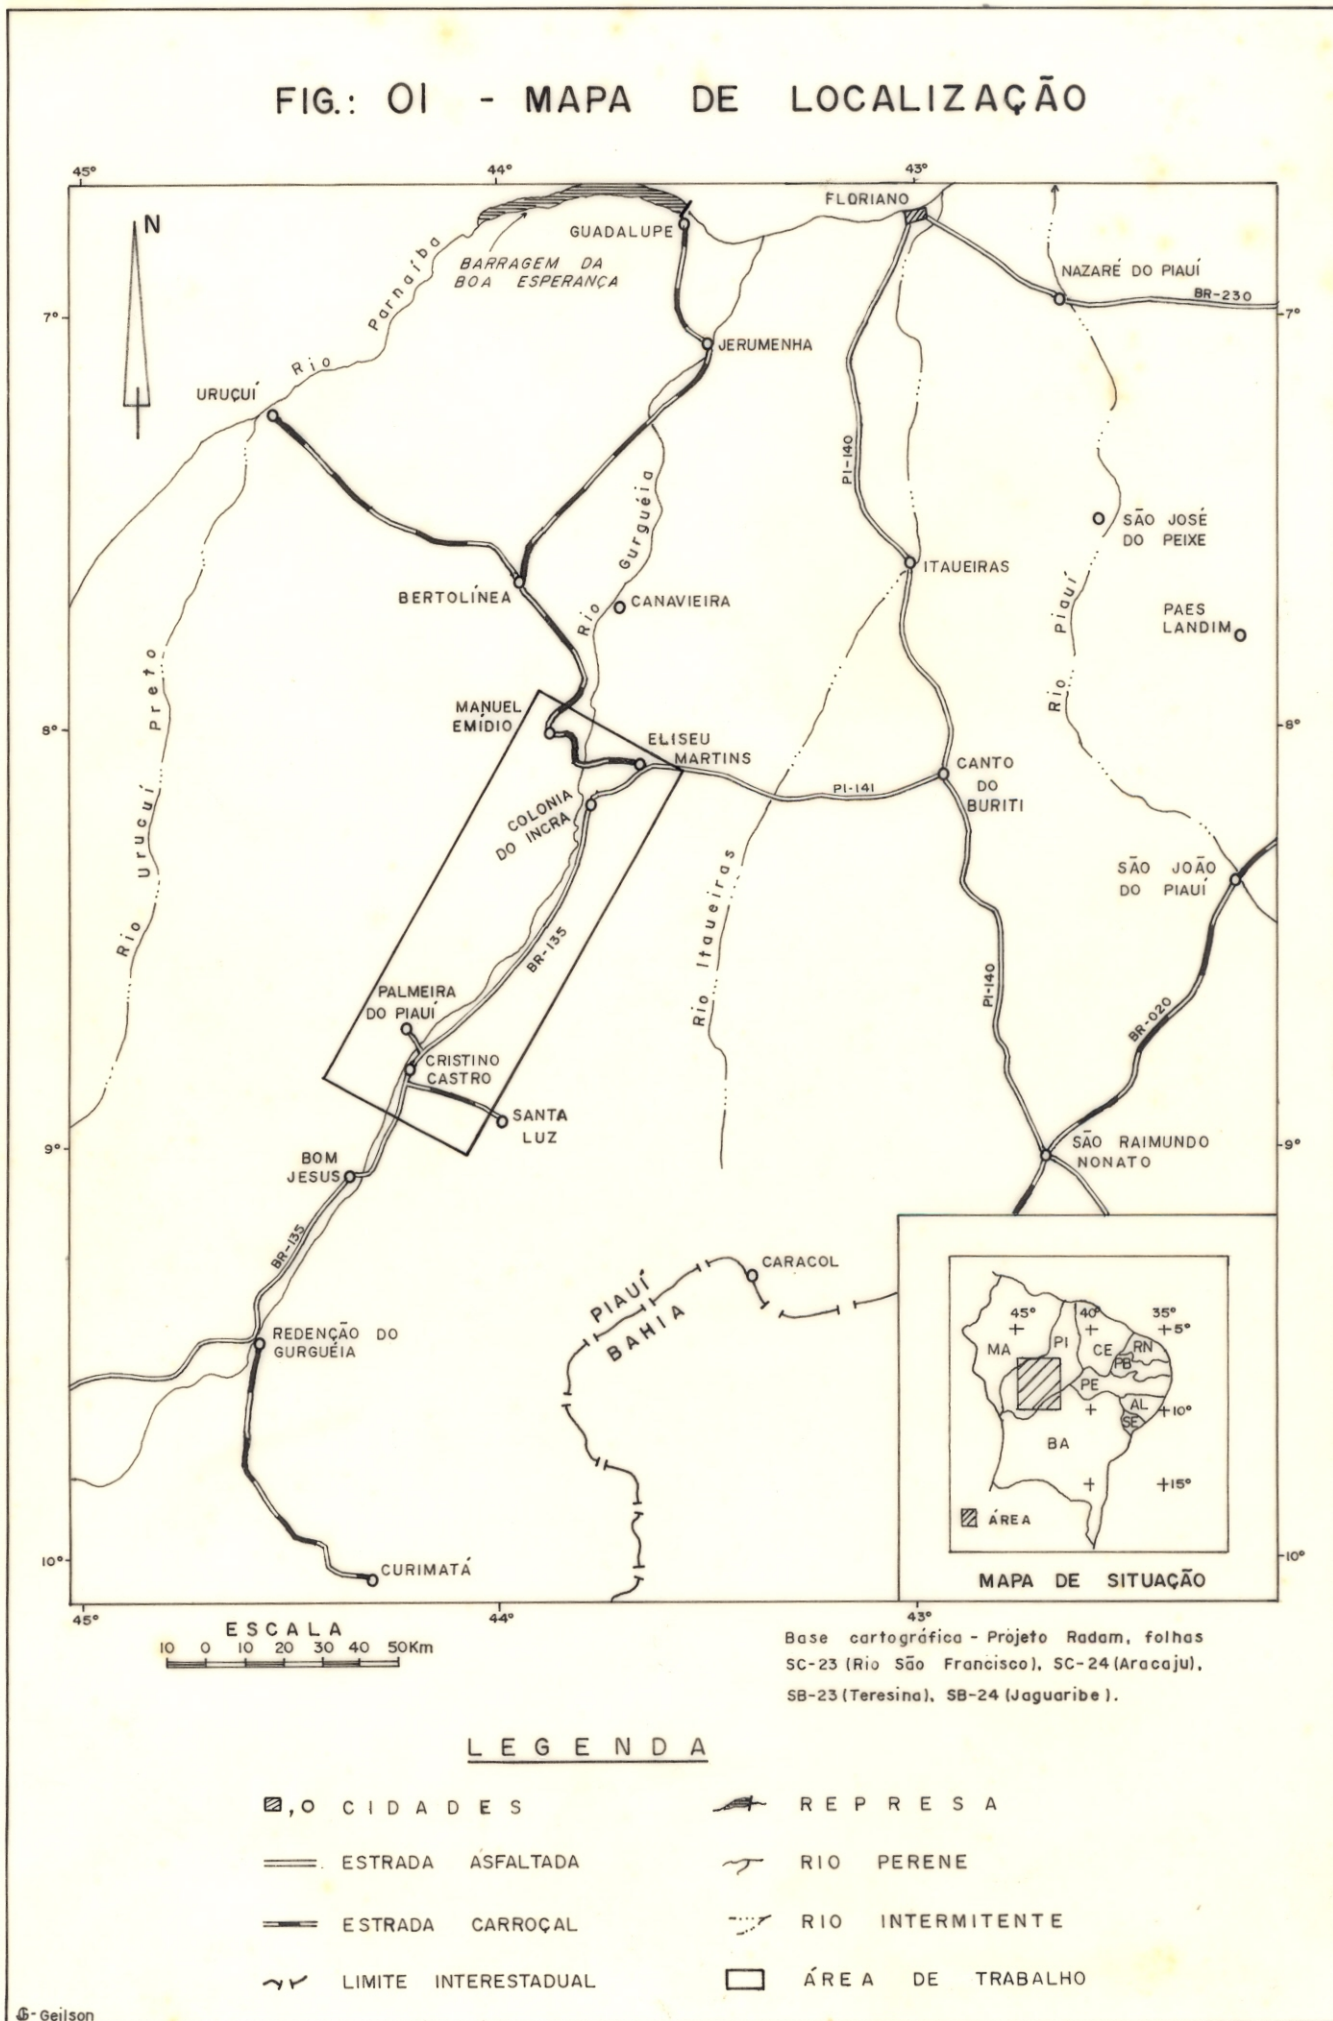 FIG.: 01 - MAPA DE LOCALIZAÇÃO
45°
44°
43°
N
FLORIANO
GUADALUPE
BARRAGEM DA
BOA ESPERANÇA
NAZARÉ DO PIAUÍ
BR-230
Rio Parnaíba
7°
7°
JERUMENHA
URUÇUÍ
PI-140
Rio Gurguéia
SÃO JOSÉ
DO PEIXE
ITAUEIRAS
BERTOLÍNEA
CANAVIEIRA
PAES
LANDIM
Rio Piauí
Rio Urucuí Preto
MANUEL
EMÍDIO
8°
8°
ELISEU
MARTINS
CANTO
DO
BURITI
PI-141
COLONIA
DO INCRA
SÃO JOÃO
DO PIAUÍ
Rio Itaueiras
BR-135
PI-140
BR-020
PALMEIRA
DO PIAUÍ
CRISTINO
CASTRO
SANTA
LUZ
9°
9°
SÃO RAIMUNDO
NONATO
BOM
JESUS
BR-135
CARACOL
PIAUÍ
BAHIA
REDENÇÃO DO
GURGUÉIA
45° 40° 35°
5°
MA PI CE RN
PB
PE
AL
10°
SE
BA
15°
ÁREA
MAPA DE SITUAÇÃO
10°
10°
CURIMATÁ
45°
44°
43°
ESCALA
10 0 10 20 30 40 50Km
Base cartográfica - Projeto Radam, folhas
SC-23 (Rio São Francisco), SC-24 (Aracaju),
SB-23 (Teresina), SB-24 (Jaguaribe).
LEGENDA
, CIDADES
REPRESA
ESTRADA ASFALTADA
RIO PERENE
ESTRADA CARROÇAL
RIO INTERMITENTE
LIMITE INTERESTADUAL
ÁREA DE TRABALHO
- Geilson